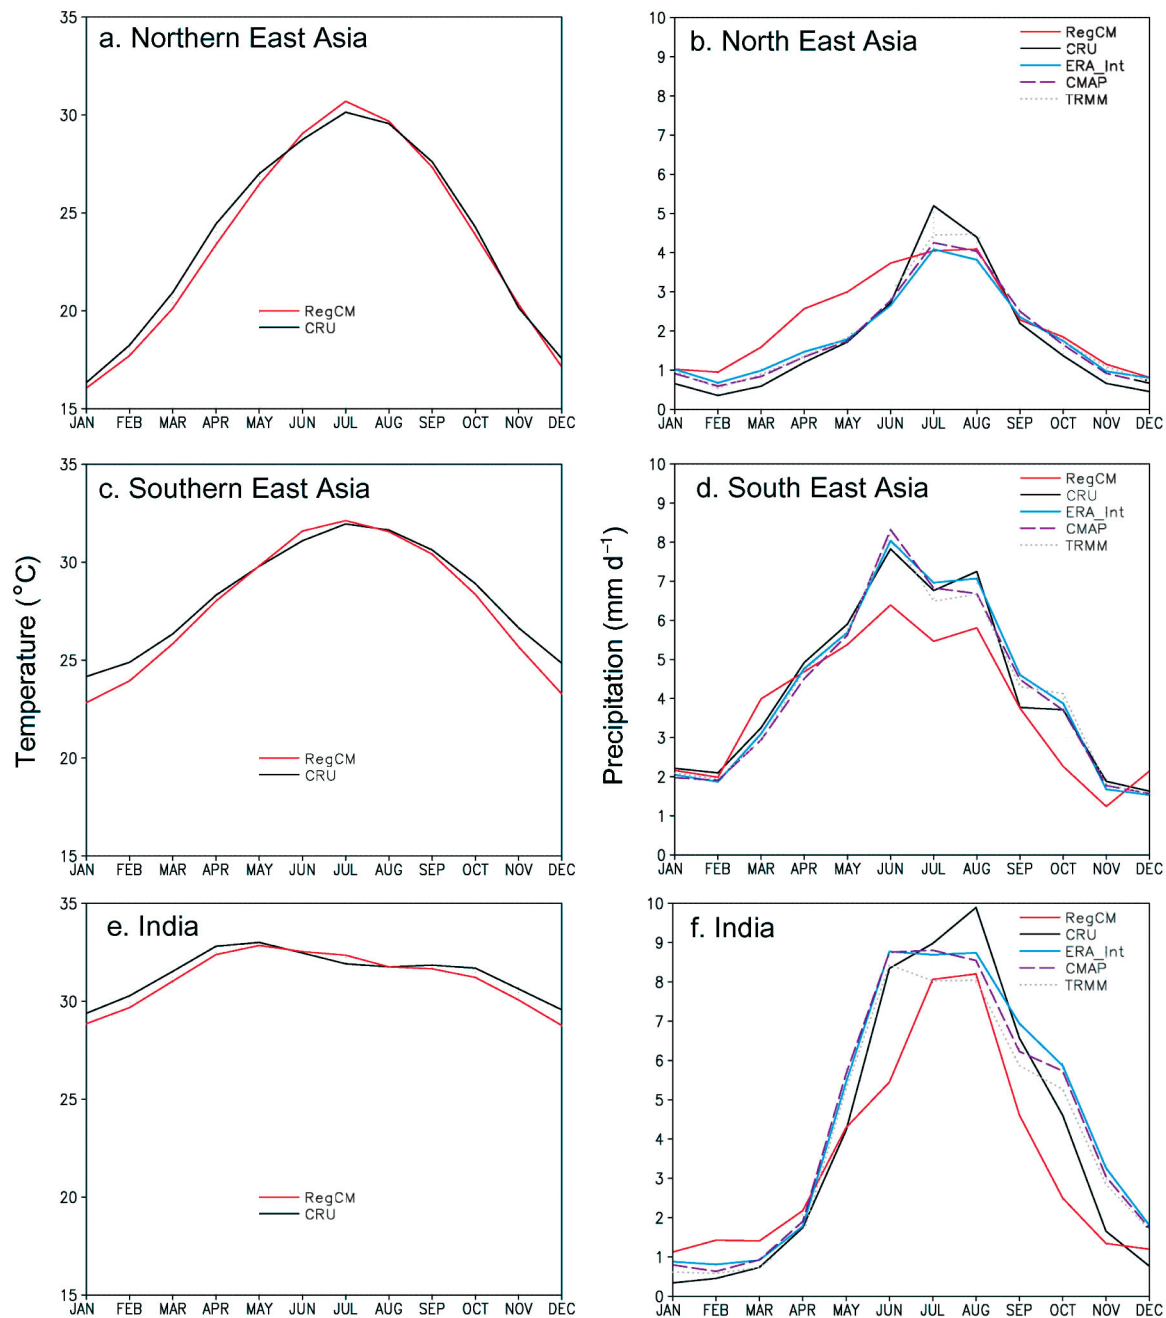 a. Northern East Asia
35
30
25
20
15
RegCM
CRU
JAN FEB MAR APR MAY JUN JUL AUG SEP OCT NOV DEC
b. North East Asia
RegCM
CRU
ERA_Int
CMAP
TRMM
10
9
8
7
6
5
4
3
2
1
0
JAN FEB MAR APR MAY JUN JUL AUG SEP OCT NOV DEC
c. Southern East Asia
Temperature (°C)
35
30
25
20
15
RegCM
CRU
JAN FEB MAR APR MAY JUN JUL AUG SEP OCT NOV DEC
d. South East Asia
RegCM
CRU
ERA_Int
CMAP
TRMM
Precipitation (mm d⁻¹)
10
9
8
7
6
5
4
3
2
1
0
JAN FEB MAR APR MAY JUN JUL AUG SEP OCT NOV DEC
e. India
35
30
25
20
15
RegCM
CRU
JAN FEB MAR APR MAY JUN JUL AUG SEP OCT NOV DEC
f. India
RegCM
CRU
ERA_Int
CMAP
TRMM
10
9
8
7
6
5
4
3
2
1
0
JAN FEB MAR APR MAY JUN JUL AUG SEP OCT NOV DEC